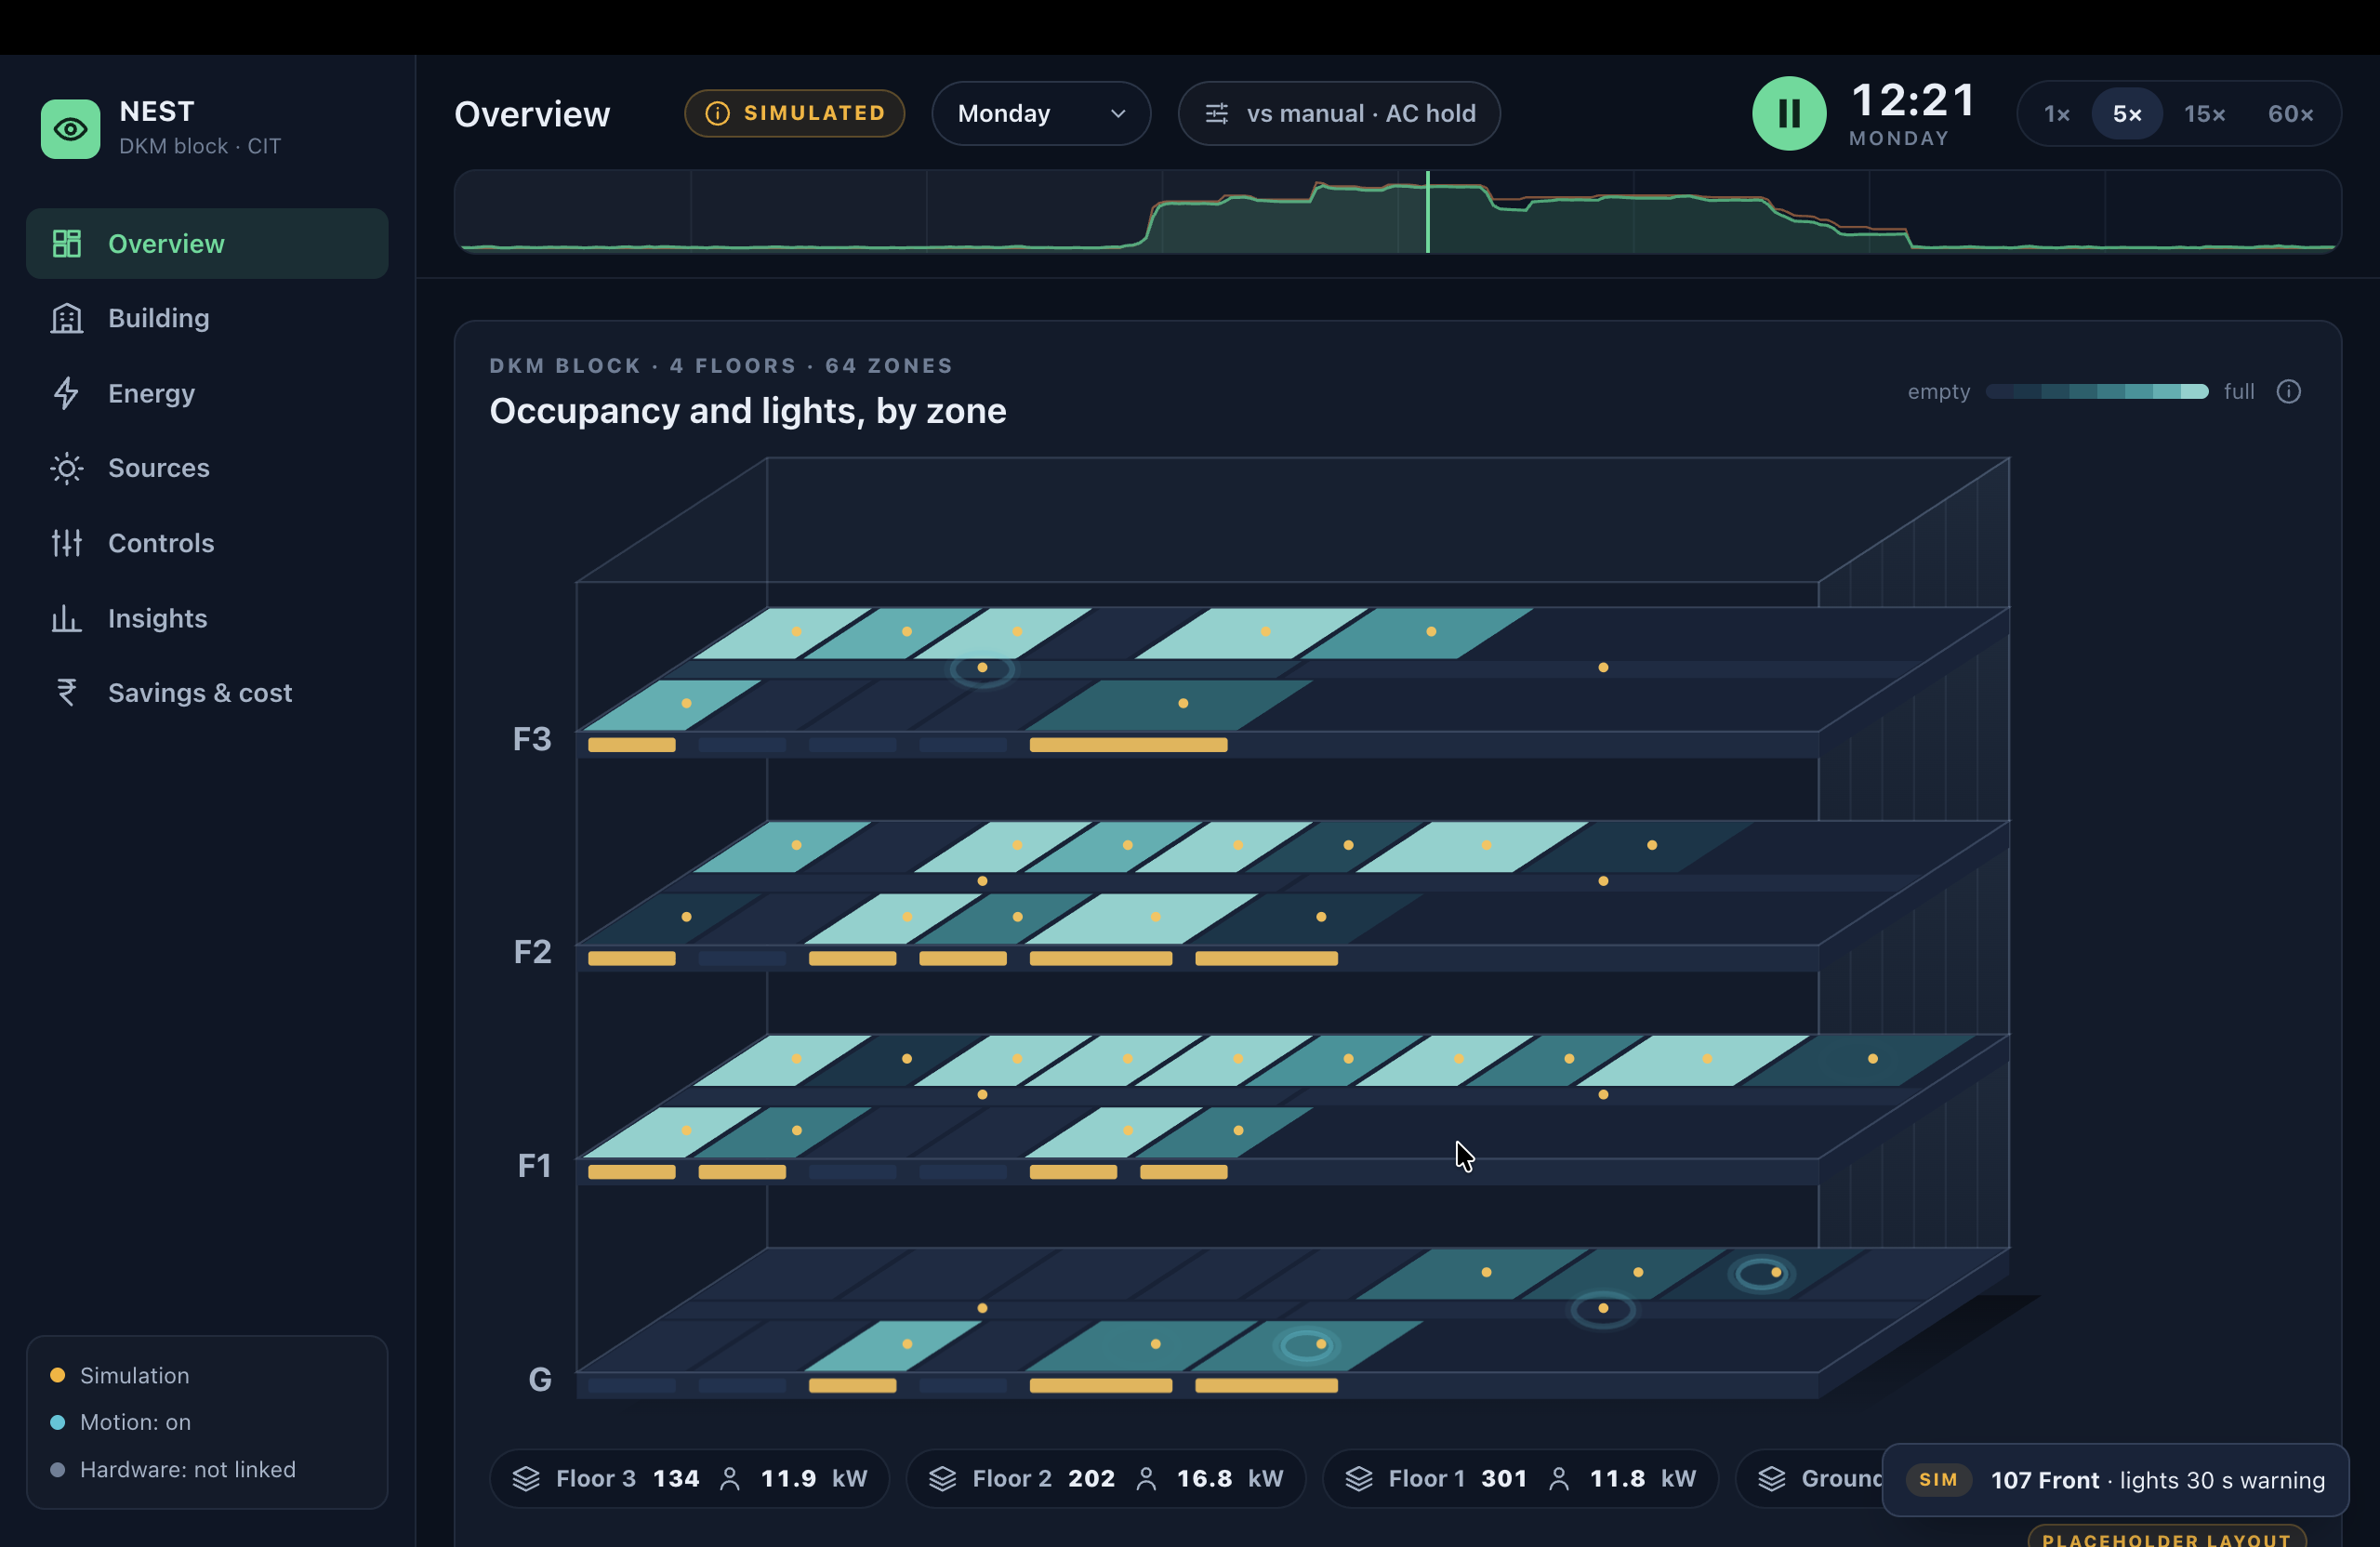 NEST
DKM block · CIT
Overview
Building
Energy
Sources
Controls
Insights
Savings & cost
Simulation
Motion: on
Hardware: not linked
Overview
SIMULATED
Monday
vs manual · AC hold
12:21
MONDAY
1×
5×
15×
60×
DKM BLOCK · 4 FLOORS · 64 ZONES
Occupancy and lights, by zone
empty
full
F3
F2
F1
G
Floor 3 134 11.9 kW
Floor 2 202 16.8 kW
Floor 1 301 11.8 kW
Ground
SIM 107 Front · lights 30 s warning
PLACEHOLDER LAYOUT